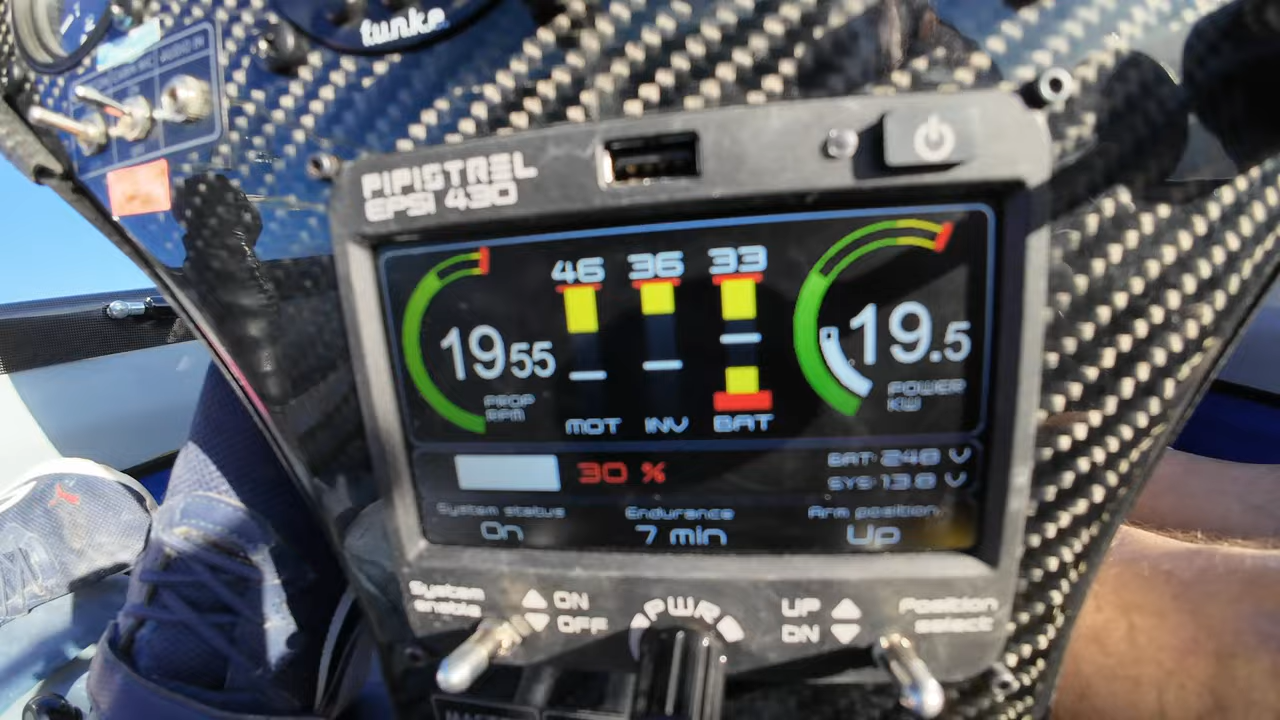 funke
PIPISTREL
EPSI 430
46 36 33
1955
19.5
PROP
RPM
POWER
KW
MOT INV BAT
30 %
BAT: 248 V
SYS: 13.8 V
System status
On
Endurance
7 min
Arm position:
Up
System
enable
ON
OFF
PWR
UP
DN
Position
select